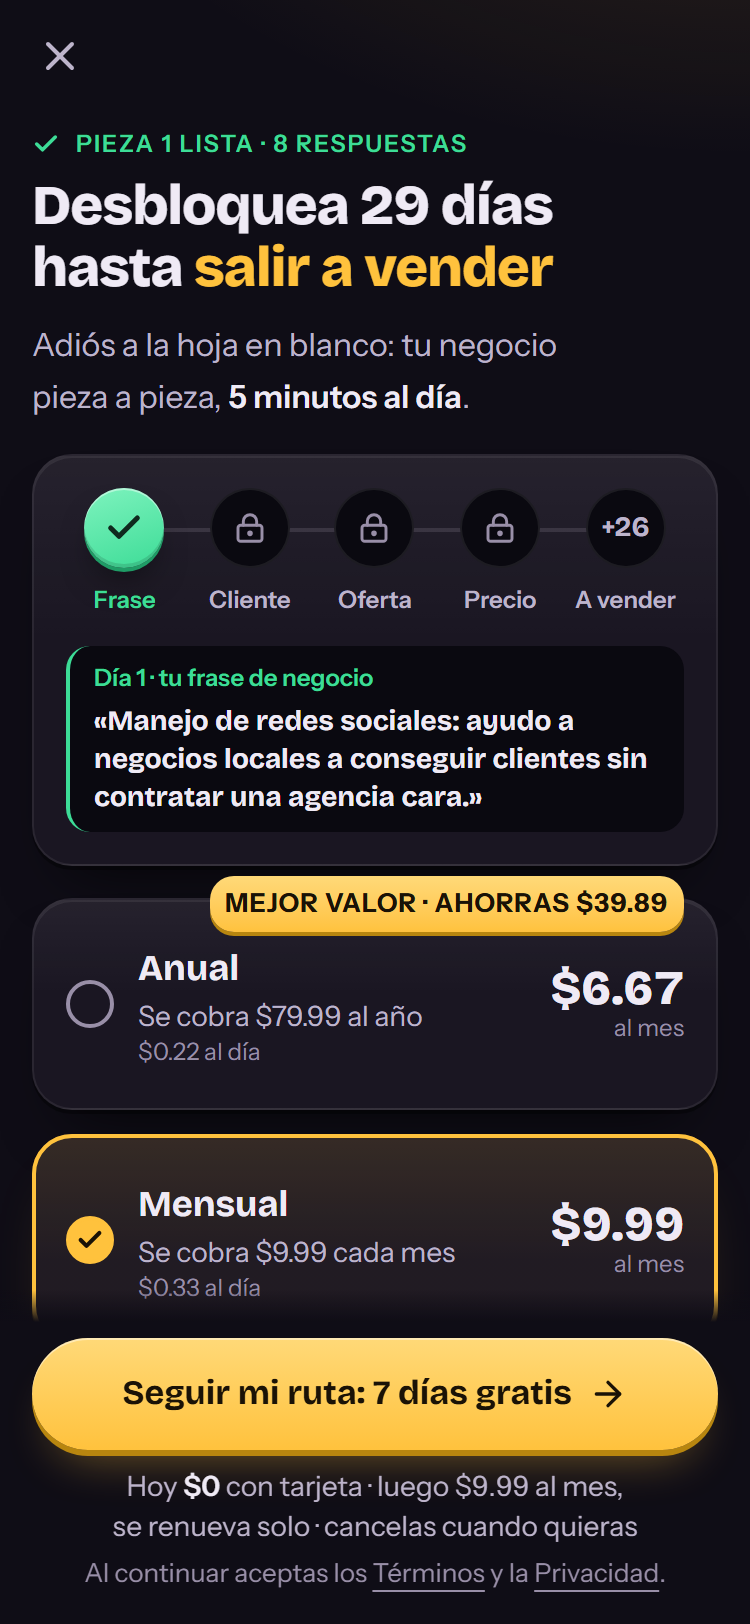 PIEZA 1 LISTA · 8 RESPUESTAS
Desbloquea 29 días
hasta salir a vender
Adiós a la hoja en blanco: tu negocio
pieza a pieza, 5 minutos al día.
+26
Frase Cliente Oferta Precio A vender
Día 1 · tu frase de negocio
«Manejo de redes sociales: ayudo a
negocios locales a conseguir clientes sin
contratar una agencia cara.»
MEJOR VALOR · AHORRAS $39.89
Anual
Se cobra $79.99 al año
$0.22 al día
$6.67
al mes
Mensual
Se cobra $9.99 cada mes
$0.33 al día
$9.99
al mes
Seguir mi ruta: 7 días gratis →
Hoy $0 con tarjeta · luego $9.99 al mes,
se renueva solo · cancelas cuando quieras
Al continuar aceptas los Términos y la Privacidad.